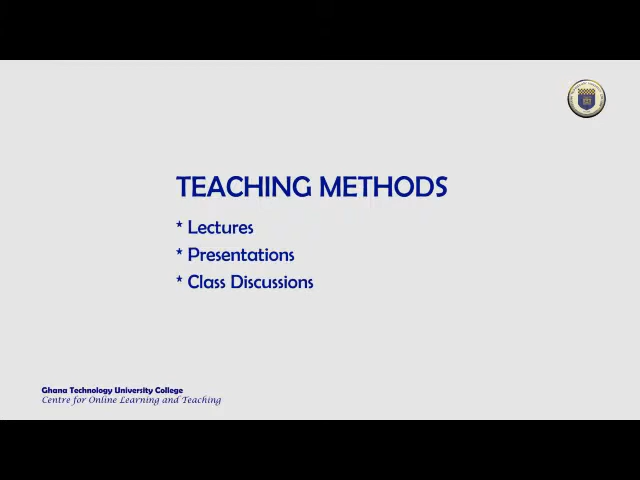 TEACHING METHODS
* Lectures
* Presentations
* Class Discussions
Ghana Technology University College
Centre for Online Learning and Teaching